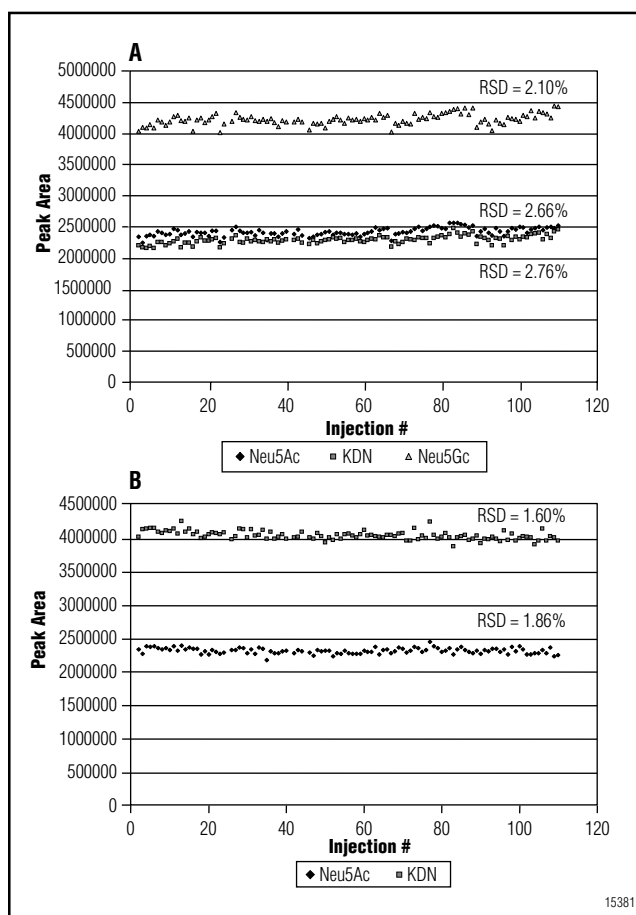 A
5000000
4500000
4000000
3500000
3000000
2500000
2000000
1500000
1000000
500000
0
Peak Area
RSD = 2.10%
RSD = 2.66%
RSD = 2.76%
0 20 40 60 80 100 120
Injection #
Neu5Ac KDN Neu5Gc
B
4500000
4000000
3500000
3000000
2500000
2000000
1500000
1000000
500000
0
Peak Area
RSD = 1.60%
RSD = 1.86%
0 20 40 60 80 100 120
Injection #
Neu5Ac KDN
15381